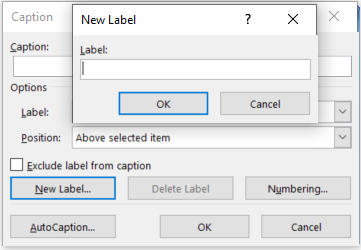 Caption
New Label ? ×
Caption:
Label:
OK Cancel
Options
Label:
Position: Above selected item
Exclude label from caption
New Label... Delete Label Numbering...
AutoCaption... OK Cancel